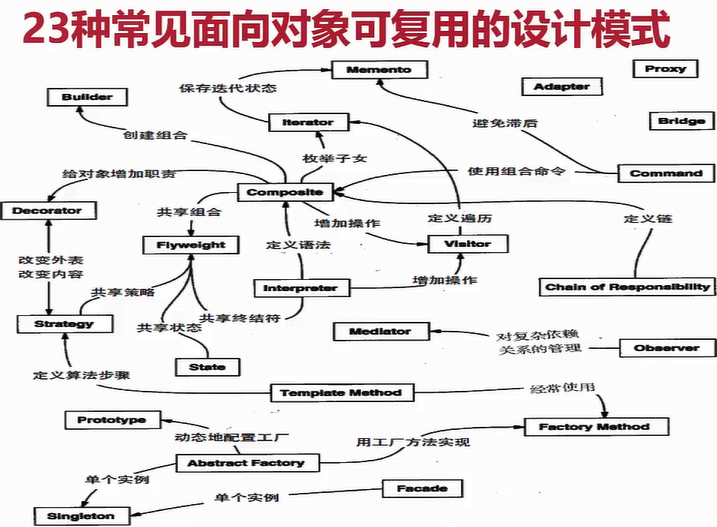 23种常见面向对象可复用的设计模式
Memento
Proxy
Adapter
保存迭代状态
Builder
Iterator
避免滞后
Bridge
创建组合
枚举子女
给对象增加职责
使用组合命令
Command
Composite
Decorator
共享组合
增加操作
定义遍历
定义链
Flyweight
定义语法
Visitor
改变外表
改变内容
增加操作
共享策略
Interpreter
Chain of Responsibility
Strategy
共享状态
共享终结符
Mediator
对复杂依赖
关系的管理
Observer
State
定义算法步骤
Template Method
经常使用
Prototype
动态地配置工厂
用工厂方法实现
Factory Method
Abstract Factory
单个实例
单个实例
Facade
Singleton